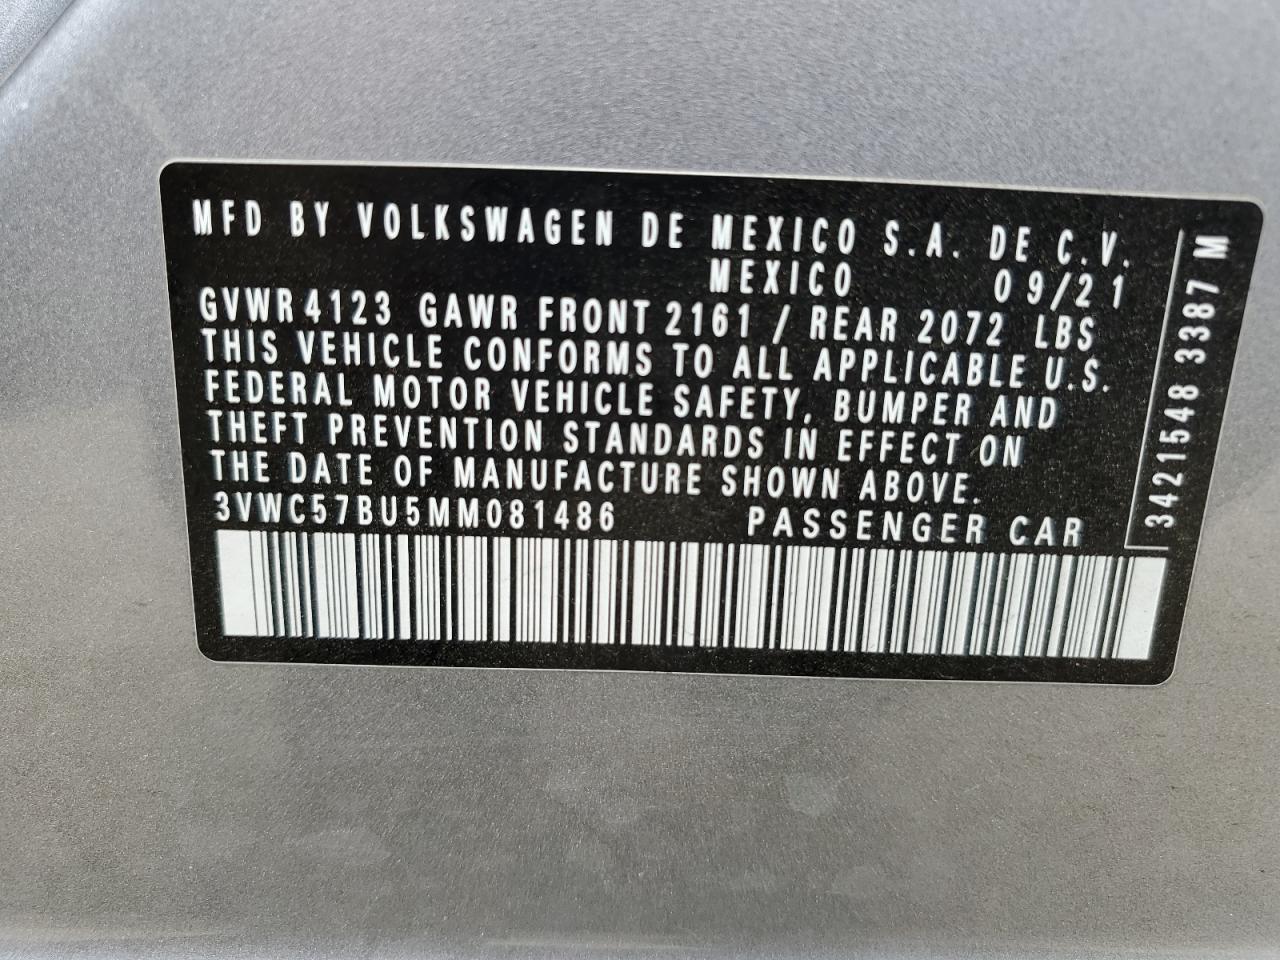 MFD BY VOLKSWAGEN DE MEXICO S.A. DE C.V.
MEXICO 09/21
GVWR 4123 GAWR FRONT 2161 / REAR 2072 LBS
THIS VEHICLE CONFORMS TO ALL APPLICABLE U.S.
FEDERAL MOTOR VEHICLE SAFETY, BUMPER AND
THEFT PREVENTION STANDARDS IN EFFECT ON
THE DATE OF MANUFACTURE SHOWN ABOVE.
3VWC57BU5MM081486 PASSENGER CAR
3421548 3387 M